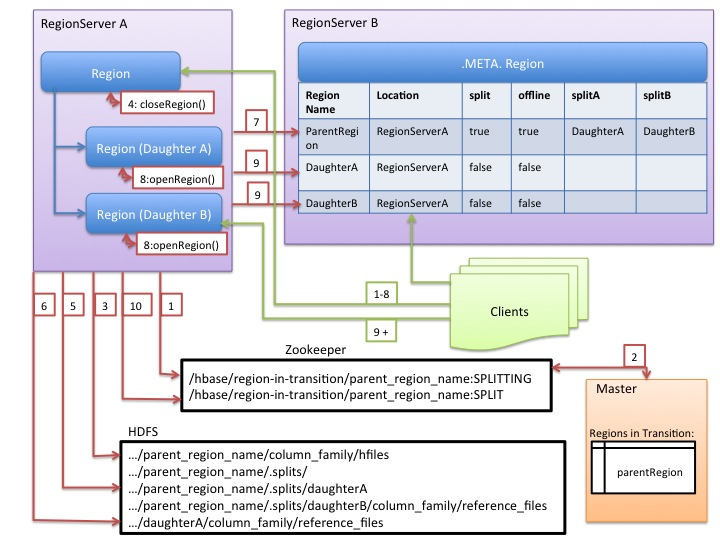 RegionServer A
RegionServer B
Region
.META. Region
4: closeRegion()
Region Name
Location
split
offline
splitA
splitB
7
ParentRegi
on
RegionServerA
true
true
DaughterA
DaughterB
Region (Daughter A)
9
DaughterA
RegionServerA
false
false
8:openRegion()
9
DaughterB
RegionServerA
false
false
Region (Daughter B)
8:openRegion()
6
5
3
10
1
1-8
9 +
Clients
Zookeeper
/hbase/region-in-transition/parent_region_name:SPLITTING
/hbase/region-in-transition/parent_region_name:SPLIT
2
Master
Regions in Transition:
parentRegion
HDFS
.../parent_region_name/column_family/hfiles
.../parent_region_name/.splits/
.../parent_region_name/.splits/daughterA
.../parent_region_name/.splits/daughterB/column_family/reference_files
.../daughterA/column_family/reference_files